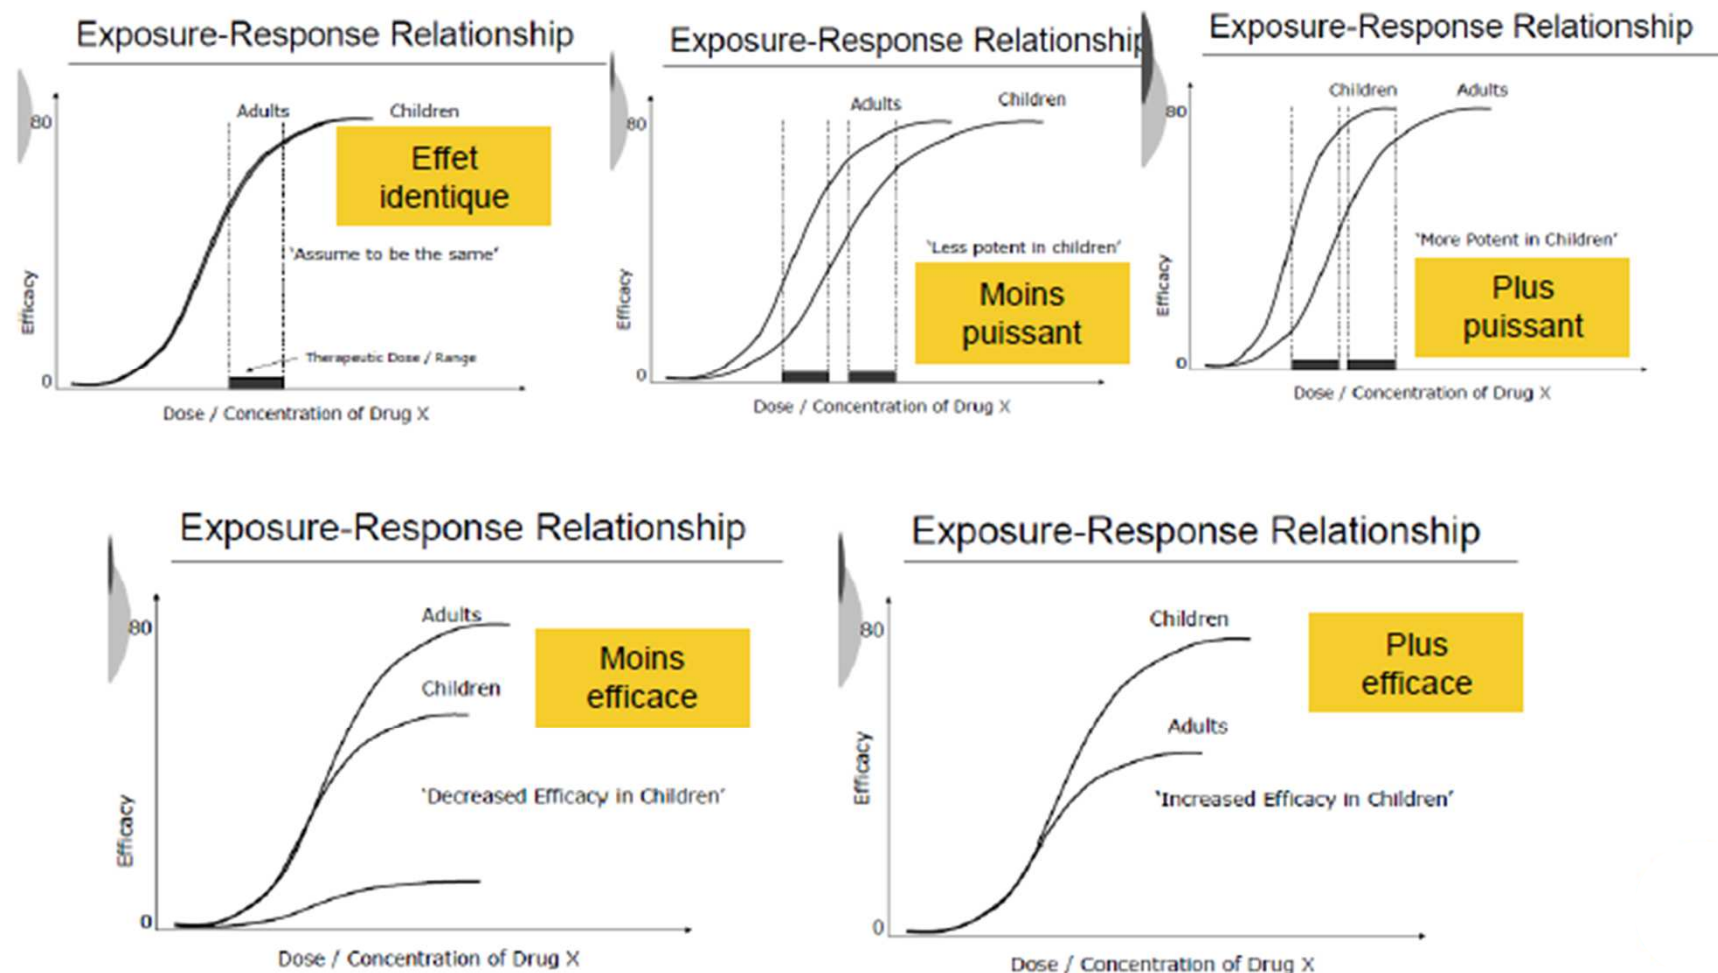 Exposure-Response Relationship
Adults
Children
80
Effet
identique
'Assume to be the same'
Efficacy
Therapeutic Dose / Range
0
Dose / Concentration of Drug X
Exposure-Response Relationship
Adults
Children
80
'Less potent in children'
Moins
puissant
Efficacy
0
Dose / Concentration of Drug X
Exposure-Response Relationship
Children
Adults
80
'More Potent in Children'
Plus
puissant
Efficacy
0
Dose / Concentration of Drug X
Exposure-Response Relationship
Adults
80
Moins
efficace
Children
'Decreased Efficacy in Children'
Efficacy
0
Dose / Concentration of Drug X
Exposure-Response Relationship
Children
80
Plus
efficace
Adults
'Increased Efficacy in Children'
Efficacy
0
Dose / Concentration of Drug X